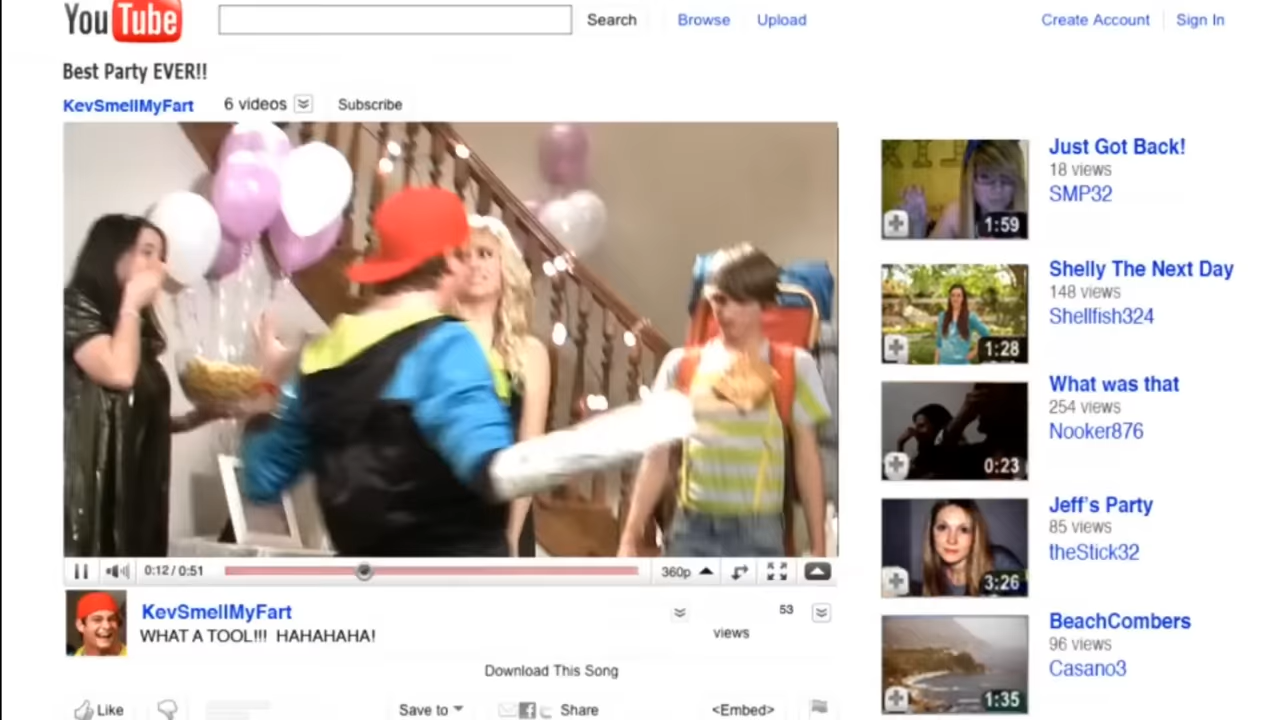 YouTube
Search
Browse
Upload
Create Account
Sign In
Best Party EVER!!
KevSmellMyFart
6 videos
Subscribe
0:12 / 0:51
360p
KevSmellMyFart
WHAT A TOOL!!! HAHAHAHA!
53
views
Download This Song
Like
Save to
Share
<Embed>
Just Got Back!
18 views
SMP32
1:59
Shelly The Next Day
148 views
Shellfish324
1:28
What was that
254 views
Nooker876
0:23
Jeff's Party
85 views
theStick32
3:26
BeachCombers
96 views
Casano3
1:35